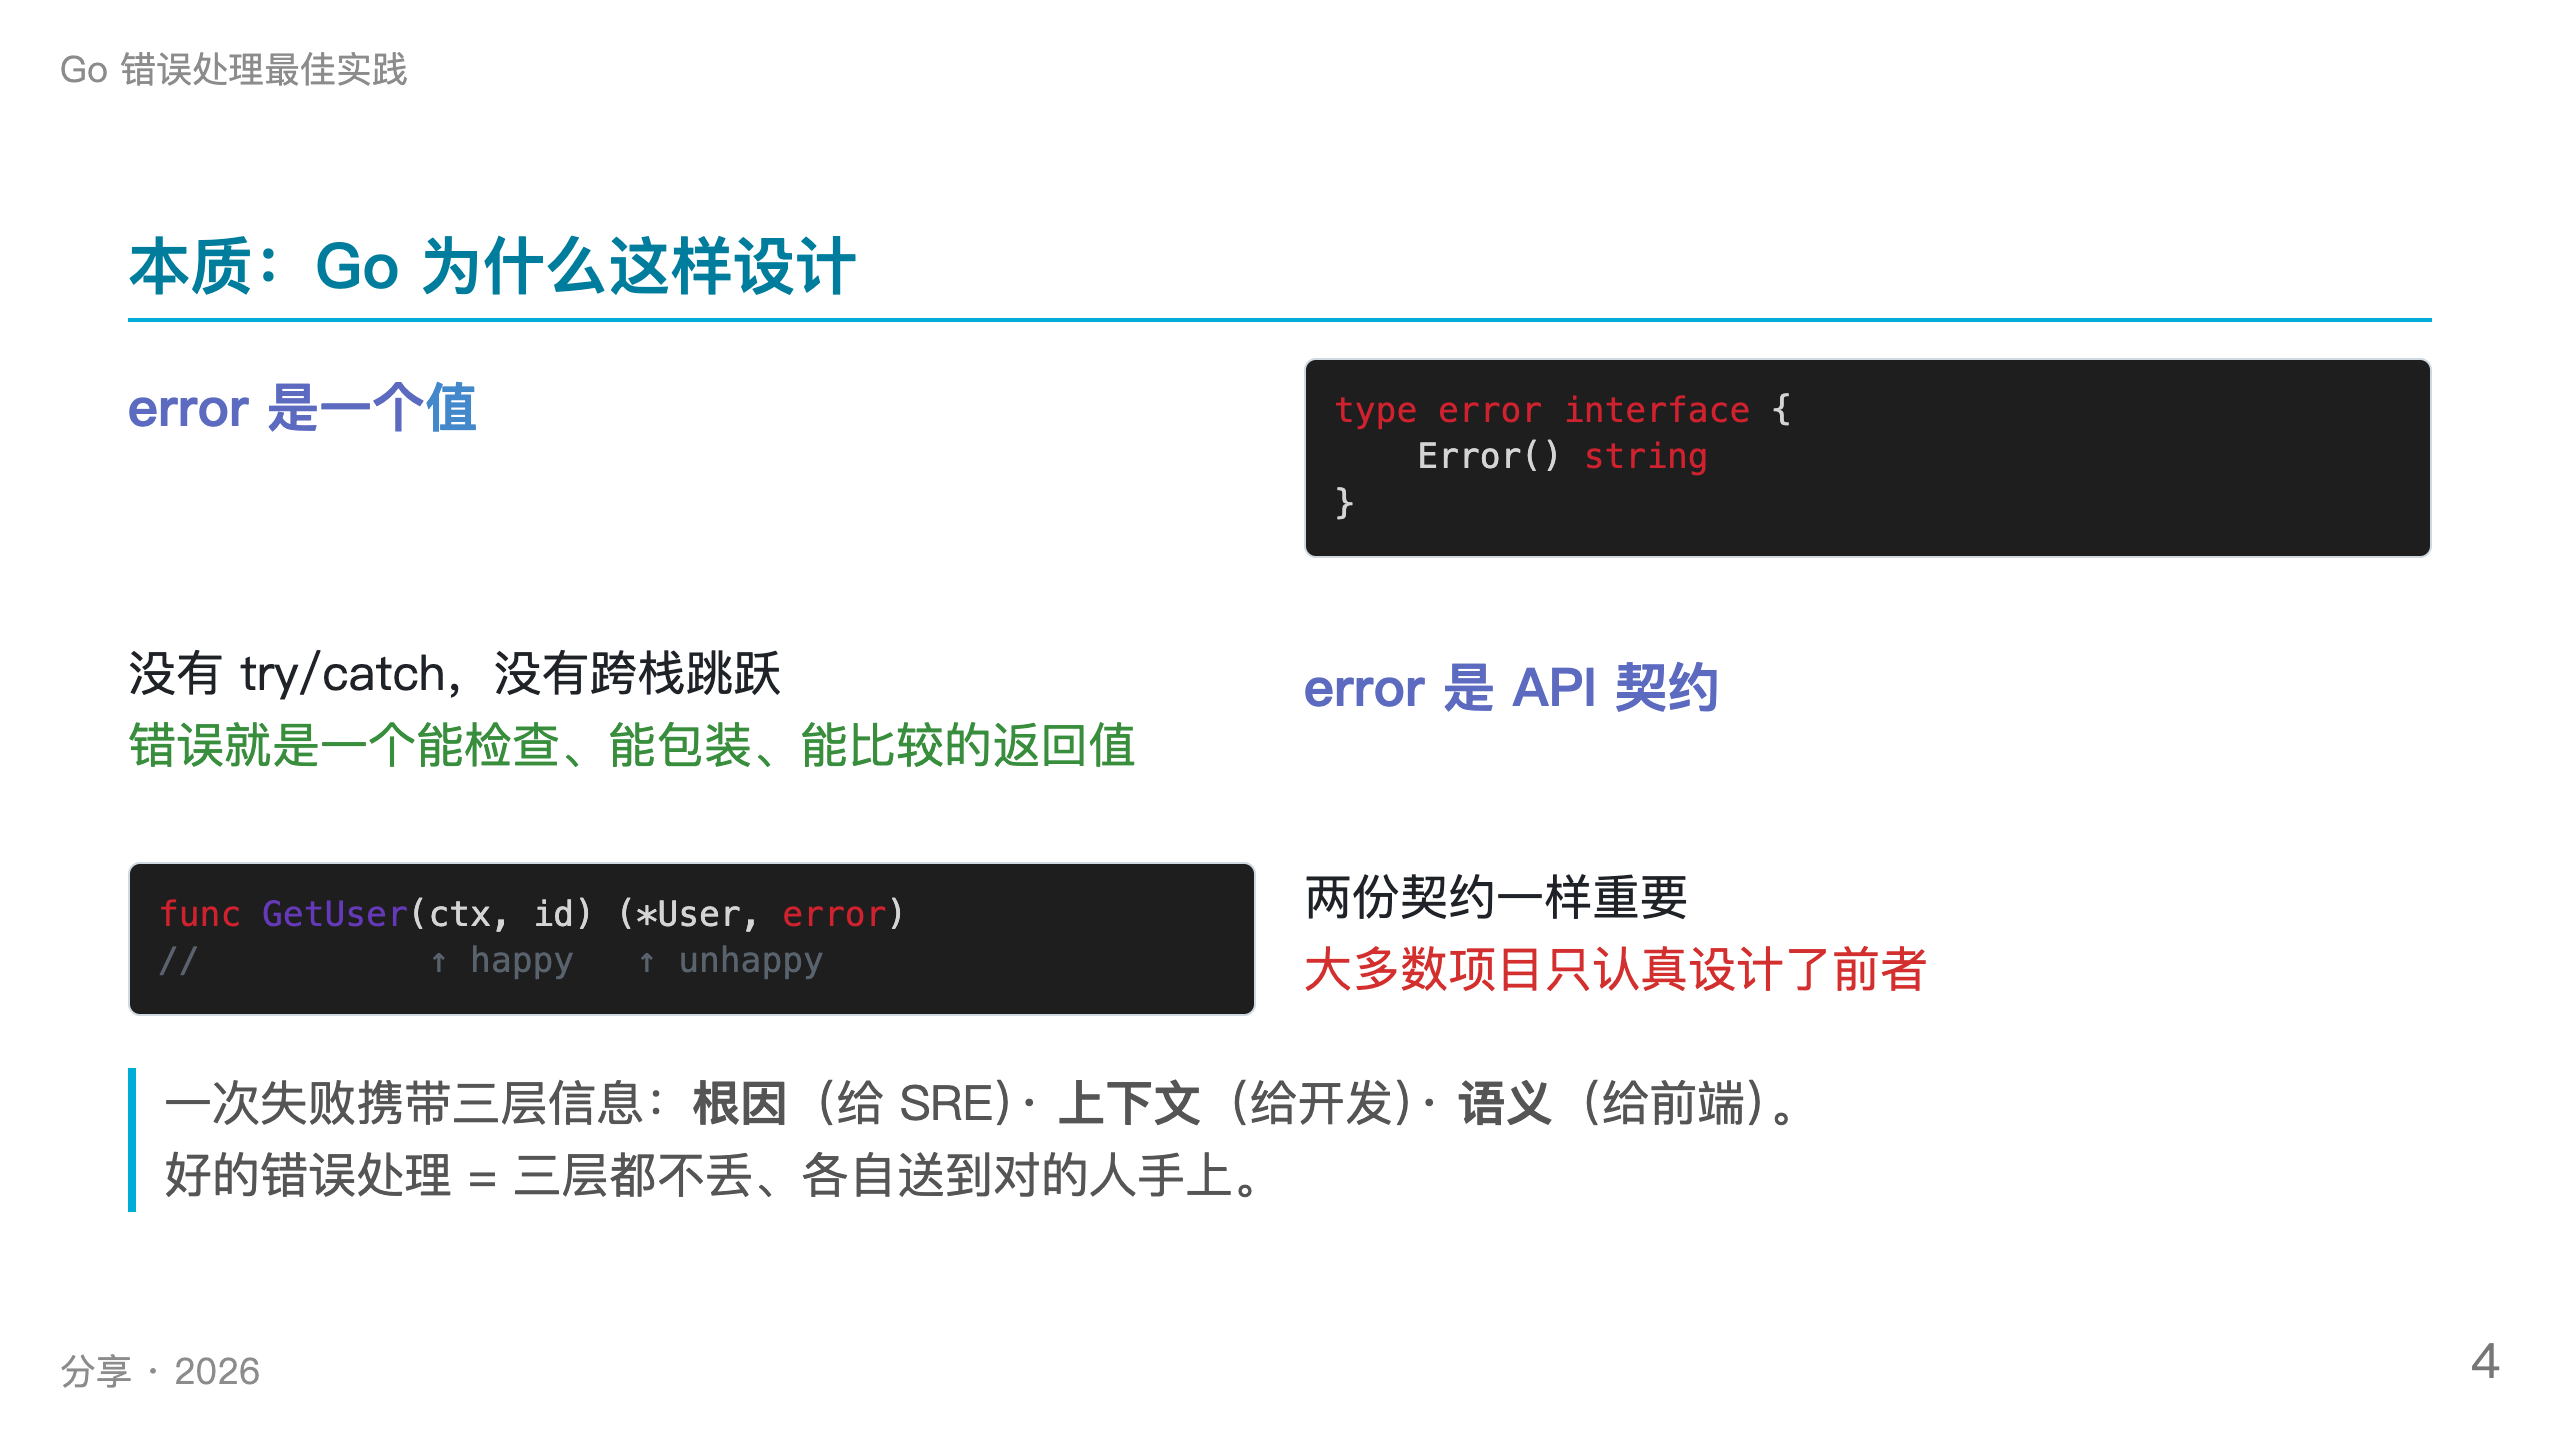 Go 错误处理最佳实践
本质：Go 为什么这样设计
error 是一个值
type error interface {
    Error() string
}
没有 try/catch，没有跨栈跳跃
错误就是一个能检查、能包装、能比较的返回值
error 是 API 契约
func GetUser(ctx, id) (*User, error)
//           ↑ happy   ↑ unhappy
两份契约一样重要
大多数项目只认真设计了前者
一次失败携带三层信息：根因（给 SRE）· 上下文（给开发）· 语义（给前端）。
好的错误处理 = 三层都不丢、各自送到对的人手上。
分享 · 2026
4